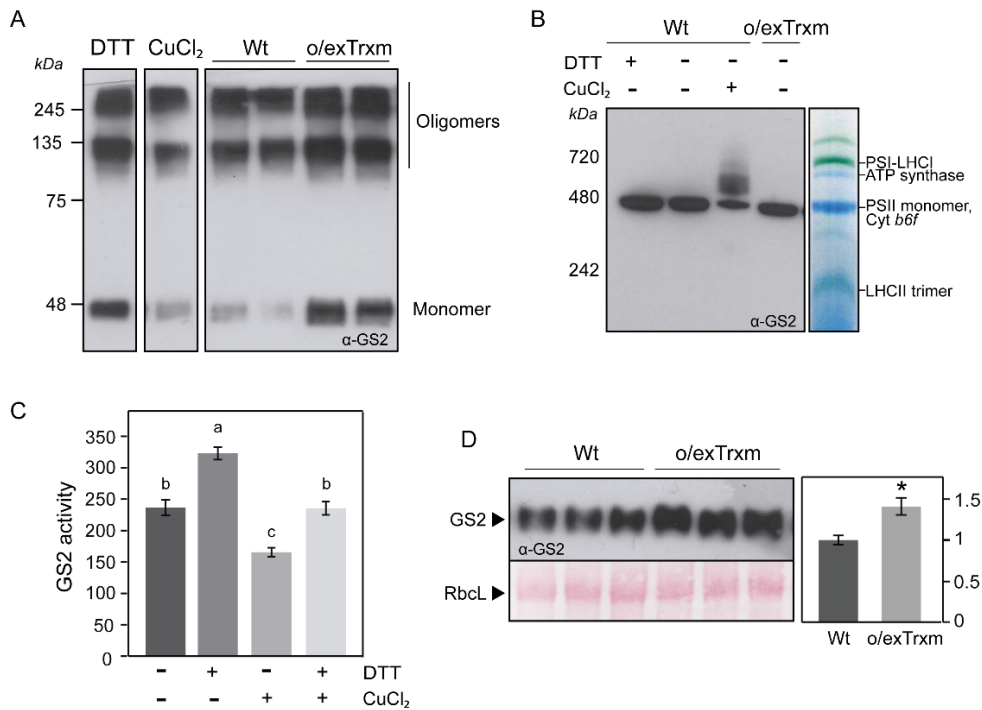 A
DTT CuCl₂ Wt o/exTrxm
kDa
245
135
75
48
Oligomers
Monomer
α-GS2
B
Wt o/exTrxm
DTT + - - -
CuCl₂ - - + -
kDa
720
480
242
α-GS2
PSI-LHCI
ATP synthase
PSII monomer,
Cyt b6f
LHCII trimer
C
GS2 activity
350
300
250
200
150
100
50
0
b a c b
- + - + DTT
- - + + CuCl₂
D
Wt o/exTrxm
GS2
α-GS2
RbcL
*
1.5
1
0.5
0
Wt o/exTrxm